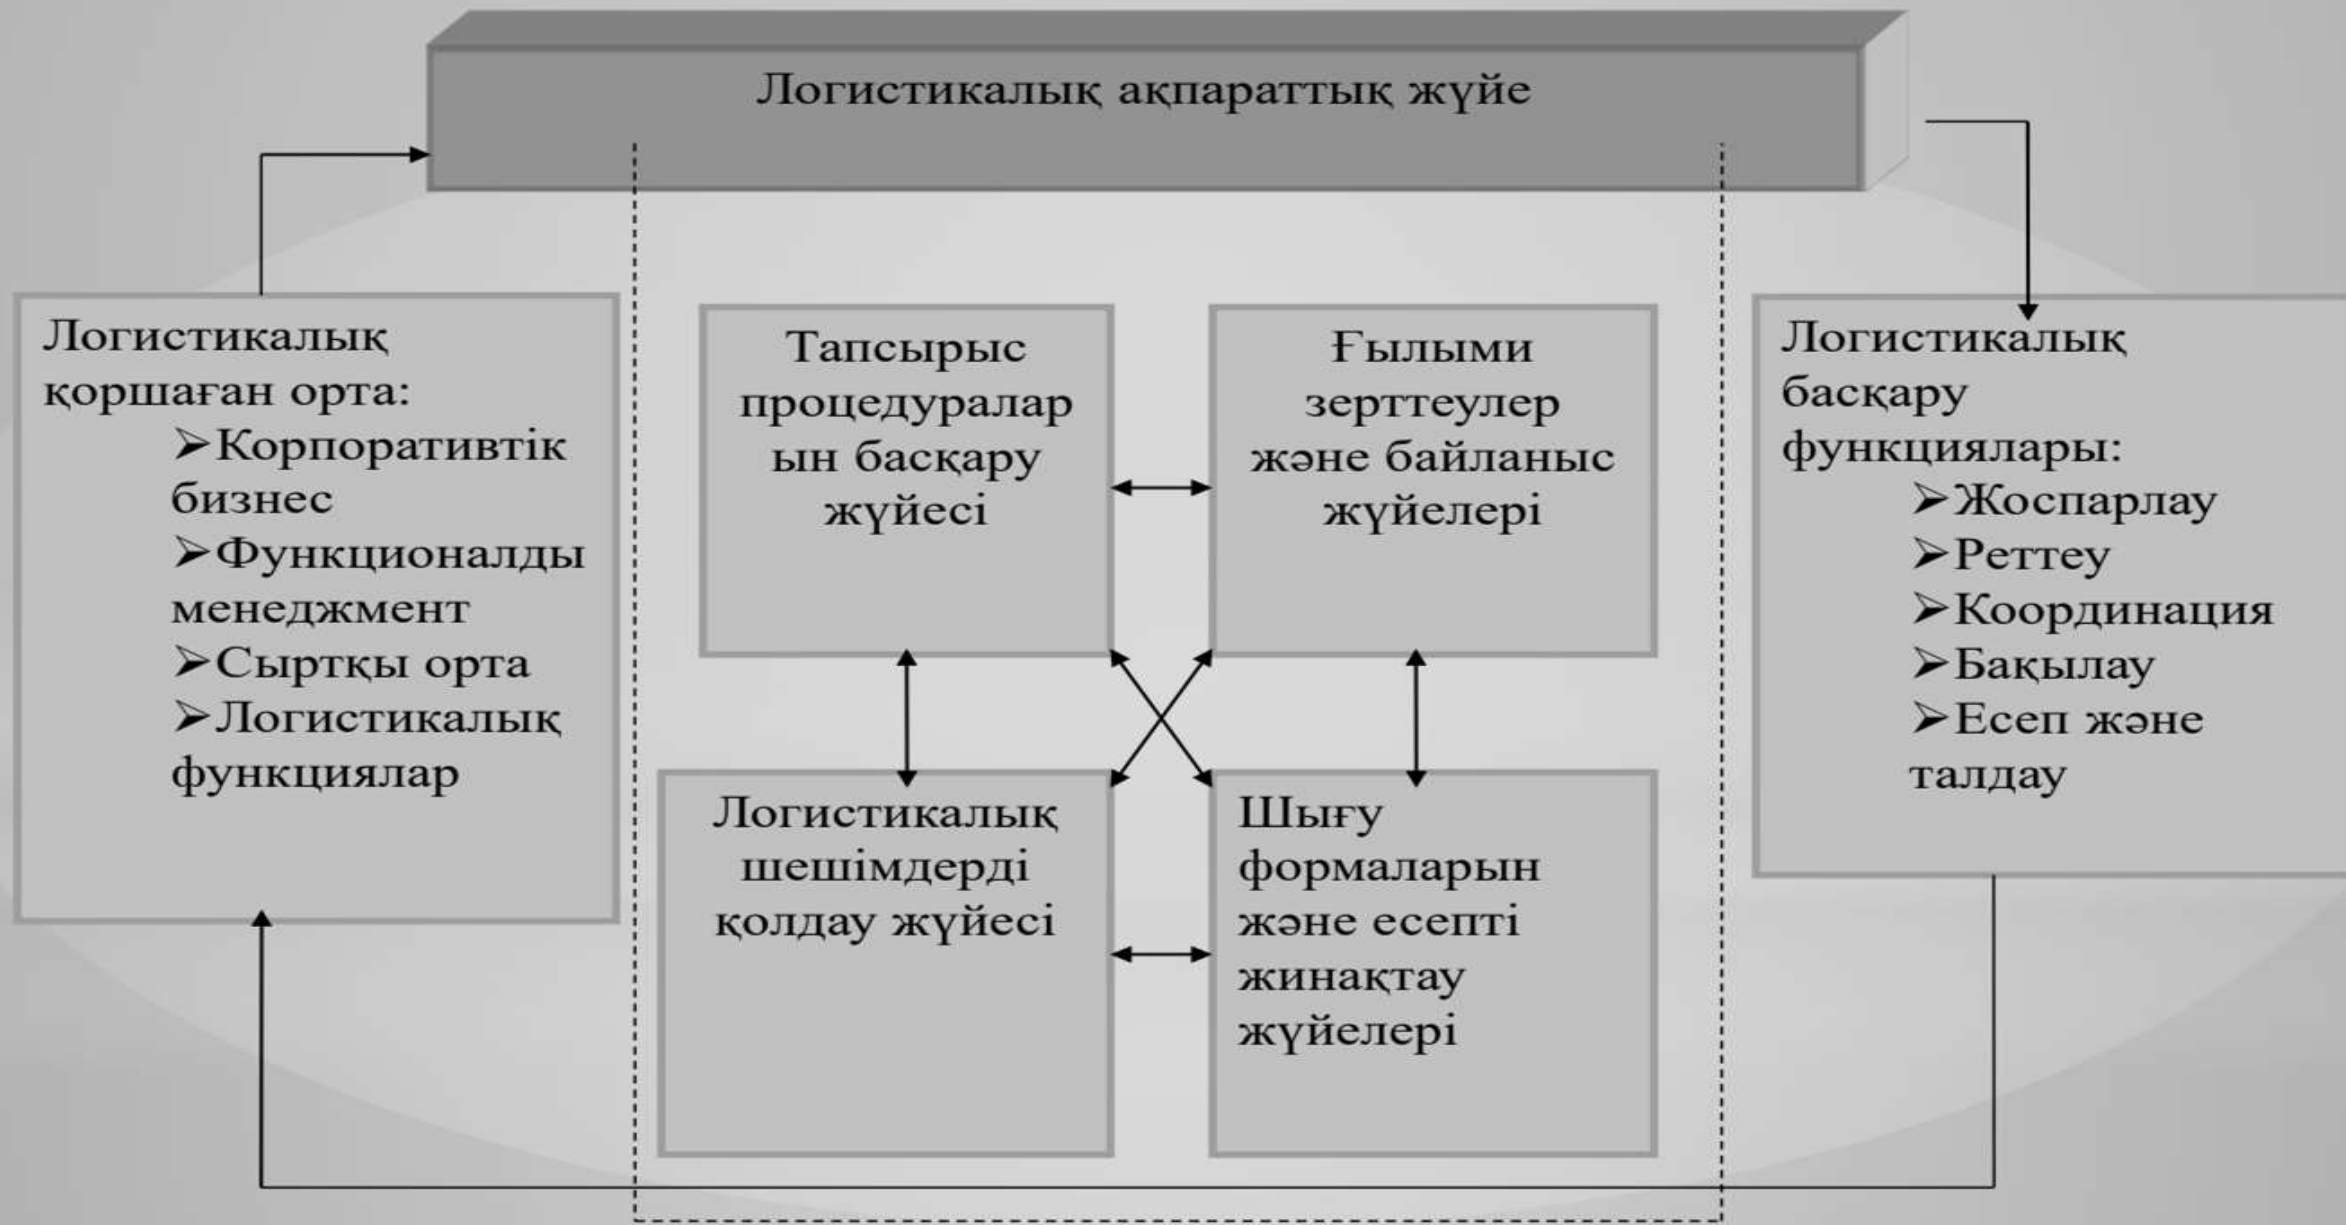 Логистикалық ақпараттық жүйе
Логистикалық
қоршаған орта:
➢Корпоративтік
бизнес
➢Функционалды
менеджмент
➢Сыртқы орта
➢Логистикалық
функциялар
Тапсырыс
процедуралар
ын басқару
жүйесі
Ғылыми
зерттеулер
және байланыс
жүйелері
Логистикалық
шешімдерді
қолдау жүйесі
Шығу
формаларын
және есепті
жинақтау
жүйелері
Логистикалық
басқару
функциялары:
➢Жоспарлау
➢Реттеу
➢Координация
➢Бақылау
➢Есеп және
талдау